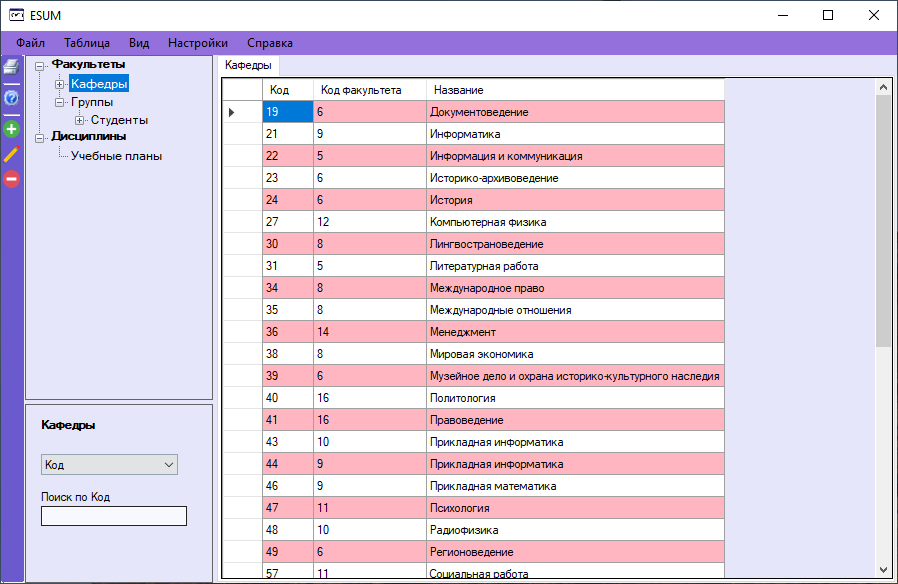 ESUM
Файл Таблица Вид Настройки Справка
Факультеты
Кафедры
Группы
Студенты
Дисциплины
Учебные планы
Кафедры
Код
Поиск по Код
Кафедры
Код Код факультета Название
19 6 Документоведение
21 9 Информатика
22 5 Информация и коммуникация
23 6 Историко-архивоведение
24 6 История
27 12 Компьютерная физика
30 8 Лингвострановедение
31 5 Литературная работа
34 8 Международное право
35 8 Международные отношения
36 14 Менеджмент
38 8 Мировая экономика
39 6 Музейное дело и охрана историко-культурного наследия
40 16 Политология
41 16 Правоведение
43 10 Прикладная информатика
44 9 Прикладная информатика
46 9 Прикладная математика
47 11 Психология
48 10 Радиофизика
49 6 Регионоведение
57 11 Социальная работа